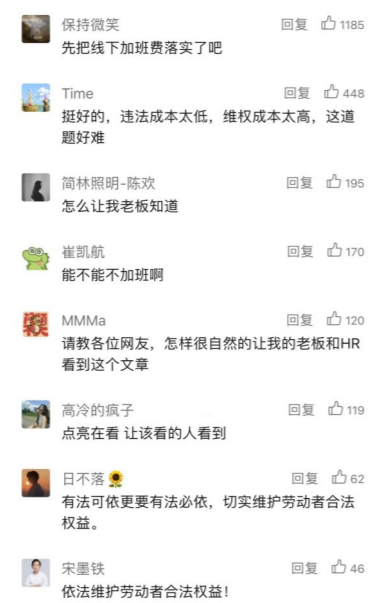 保持微笑 回复 1185
先把线下加班费落实了吧
Time 回复 448
挺好的，违法成本太低，维权成本太高，这道
题好难
简林照明-陈欢 回复 195
怎么让我老板知道
崔凯航 回复 170
能不能不加班啊
MMMa 回复 120
请教各位网友，怎样很自然的让我的老板和HR
看到这个文章
高冷的疯子 回复 119
点亮在看 让该看的人看到
日不落🌻 回复 62
有法可依更要有法必依，切实维护劳动者合法
权益。
宋墨铁 回复 46
依法维护劳动者合法权益！